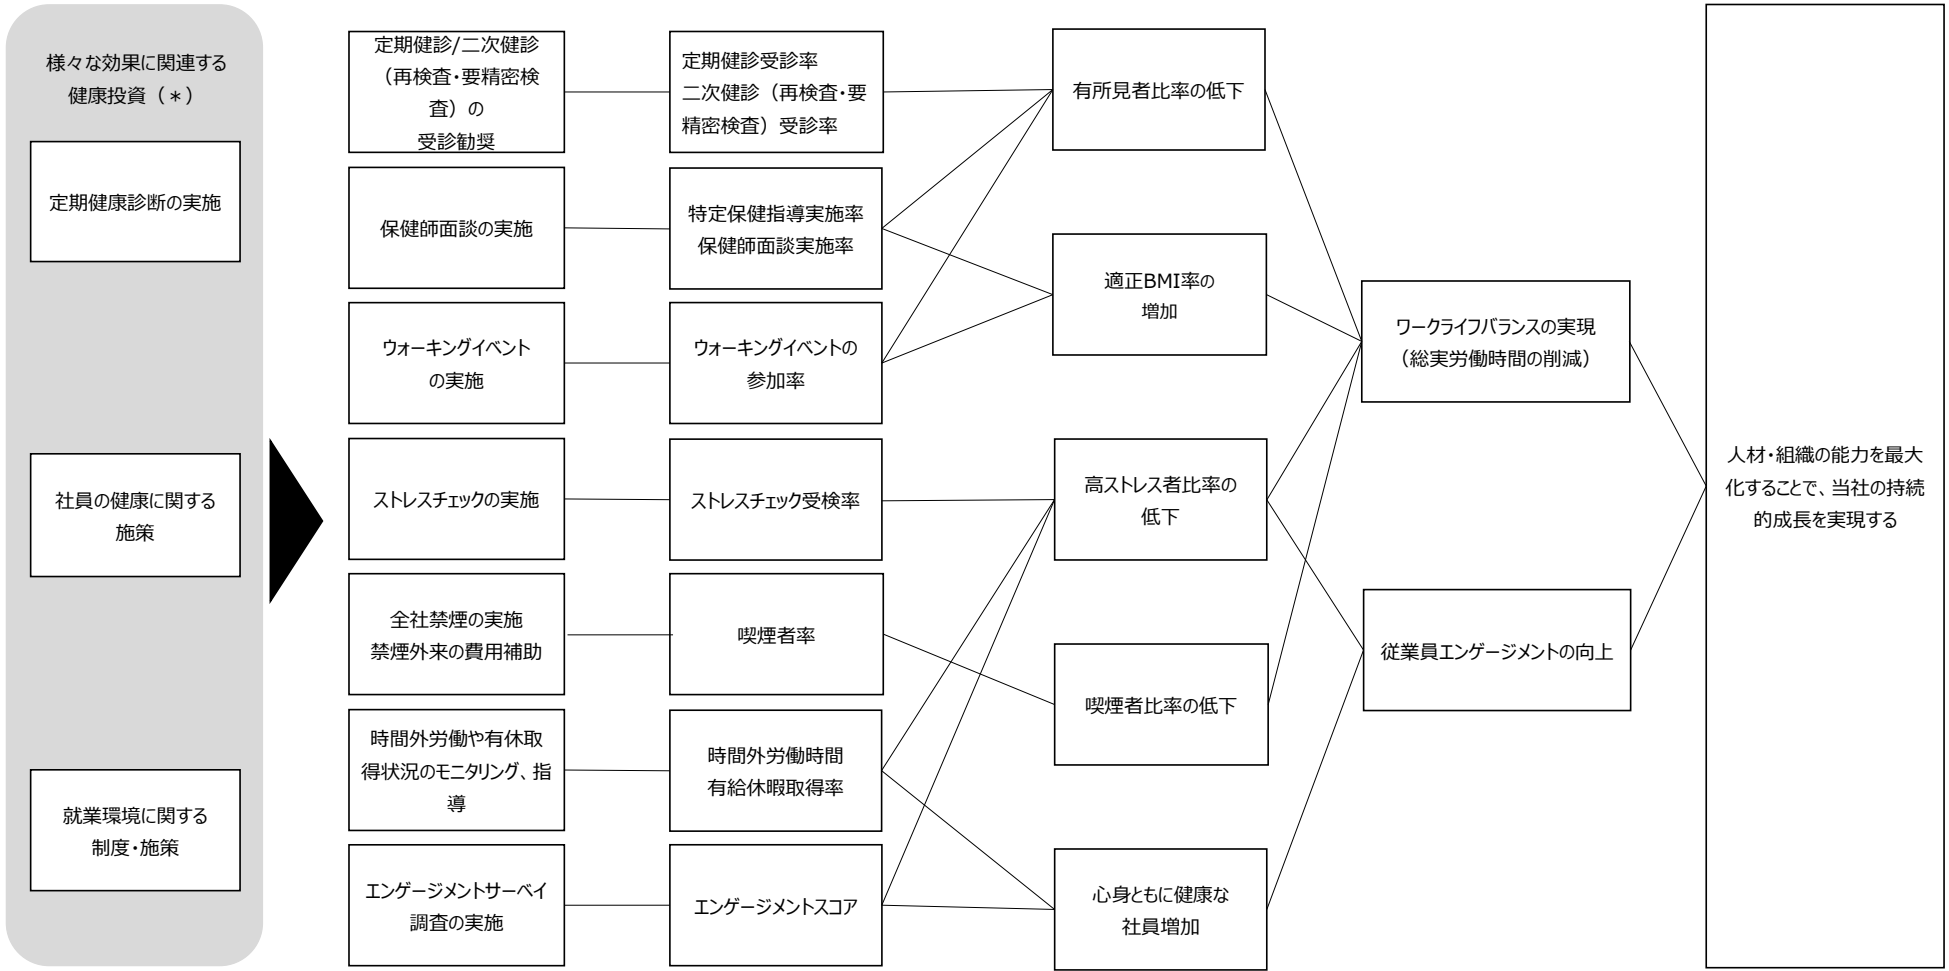 様々な効果に関連する
健康投資（＊）
定期健康診断の実施
社員の健康に関する
施策
就業環境に関する
制度・施策
定期健診/二次健診
（再検査・要精密検
査）の
受診勧奨
保健師面談の実施
ウォーキングイベント
の実施
ストレスチェックの実施
全社禁煙の実施
禁煙外来の費用補助
時間外労働や有休取
得状況のモニタリング、指
導
エンゲージメントサーベイ
調査の実施
定期健診受診率
二次健診（再検査・要
精密検査）受診率
特定保健指導実施率
保健師面談実施率
ウォーキングイベントの
参加率
ストレスチェック受検率
喫煙者率
時間外労働時間
有給休暇取得率
エンゲージメントスコア
有所見者比率の低下
適正BMI率の
増加
高ストレス者比率の
低下
喫煙者比率の低下
心身ともに健康な
社員増加
ワークライフバランスの実現
（総実労働時間の削減）
従業員エンゲージメントの向上
人材・組織の能力を最大
化することで、当社の持続
的成長を実現する